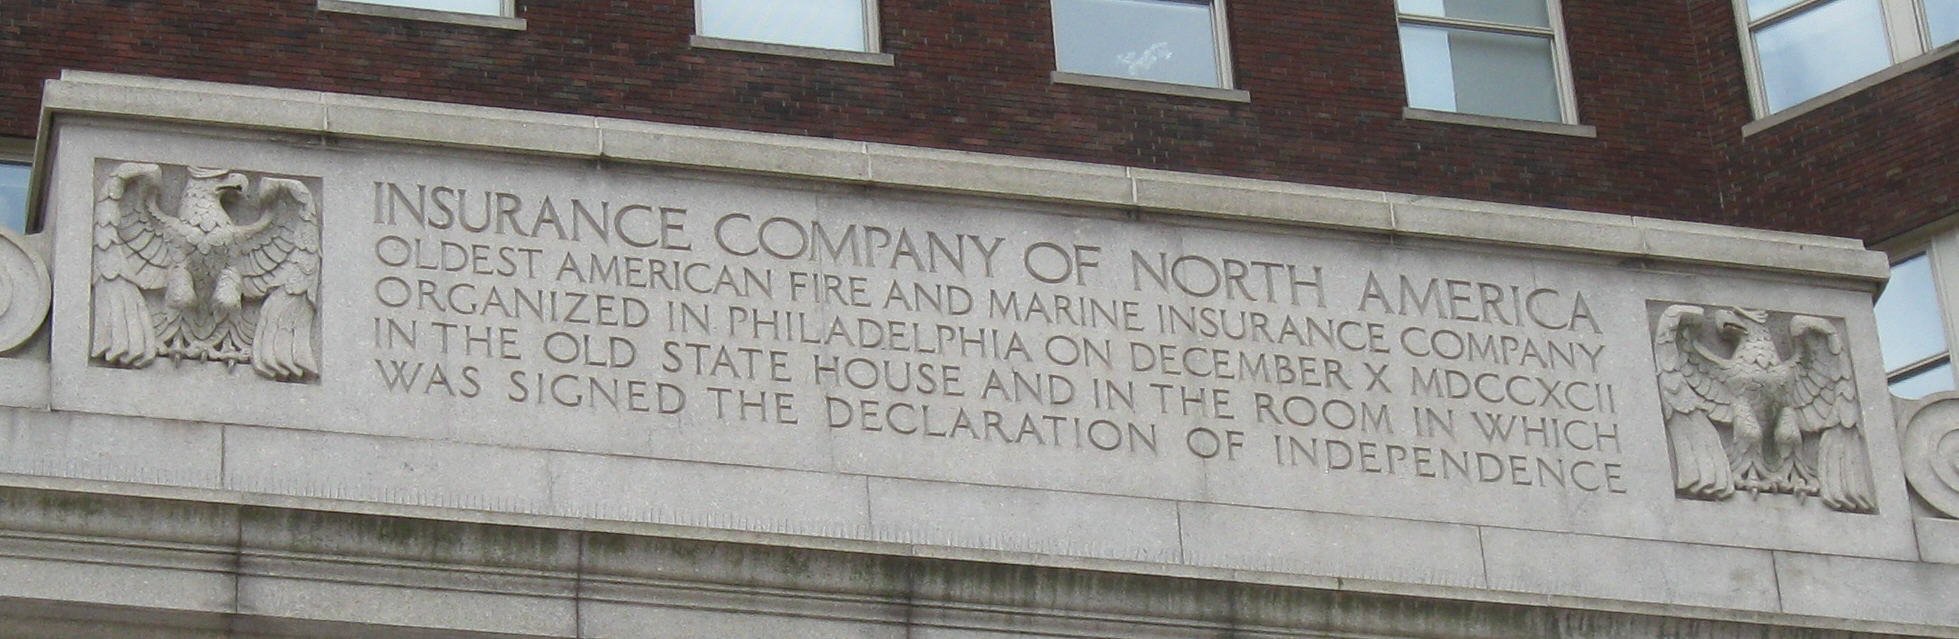 INSURANCE COMPANY OF NORTH AMERICA
OLDEST AMERICAN FIRE AND MARINE INSURANCE COMPANY
ORGANIZED IN PHILADELPHIA ON DECEMBER X MDCCXCII
IN THE OLD STATE HOUSE AND IN THE ROOM IN WHICH
WAS SIGNED THE DECLARATION OF INDEPENDENCE